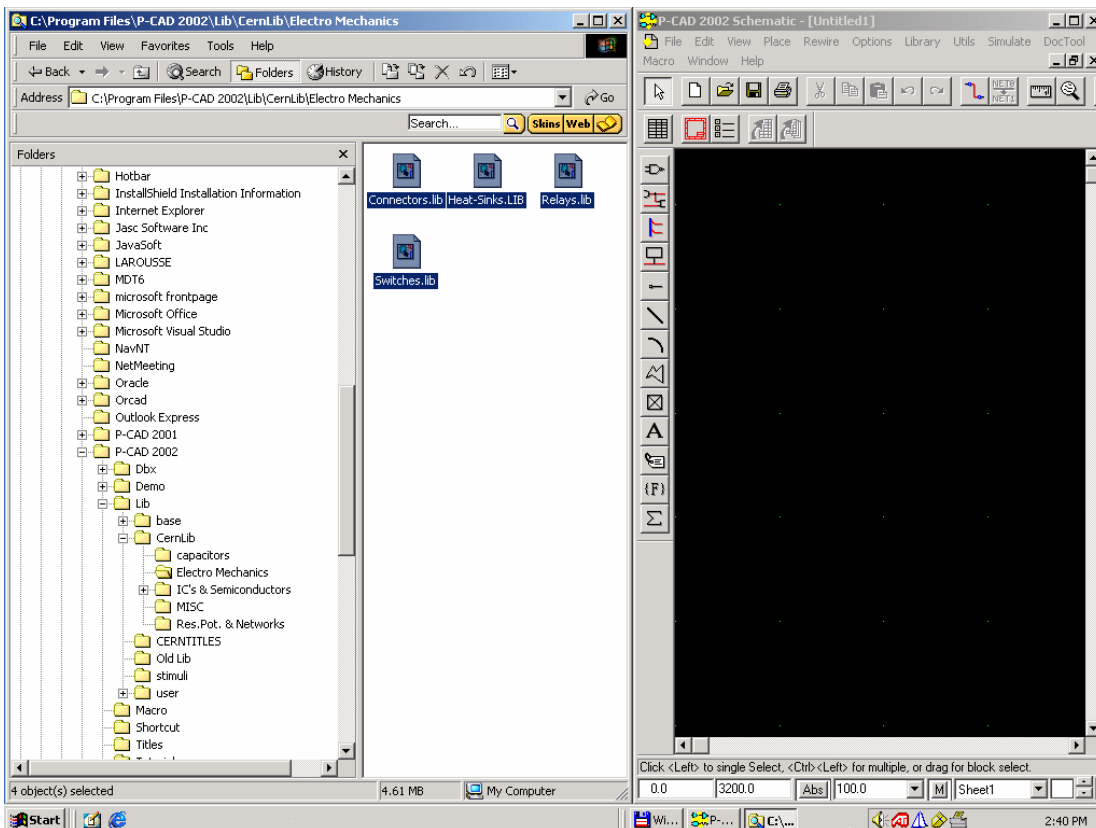 C:\Program Files\P-CAD 2002\Lib\CernLib\Electro Mechanics
File Edit View Favorites Tools Help
Back Search Folders History
Address C:\Program Files\P-CAD 2002\Lib\CernLib\Electro Mechanics Go
Search... Skins Web
Folders
Hotbar
InstallShield Installation Information
Internet Explorer
Jasc Software Inc
JavaSoft
LAROUSSE
MDT6
microsoft frontpage
Microsoft Office
Microsoft Visual Studio
NavNT
NetMeeting
Oracle
Orcad
Outlook Express
P-CAD 2001
P-CAD 2002
Dbx
Demo
Lib
base
CernLib
capacitors
Electro Mechanics
IC's & Semiconductors
MISC
Res.Pot. & Networks
CERNTITLES
Old Lib
stimuli
user
Macro
Shortcut
Titles
Connectors.lib Heat-Sinks.LIB Relays.lib
Switches.lib
4 object(s) selected 4.61 MB My Computer
P-CAD 2002 Schematic - [Untitled1]
File Edit View Place Rewire Options Library Utils Simulate DocTool
Macro Window Help
NET0
NET1
A
{F}
Σ
Click <Left> to single Select, <Ctrl><Left> for multiple, or drag for block select.
0.0 3200.0 Abs 100.0 M Sheet1
Start Wi... P-... C:\... 2:40 PM